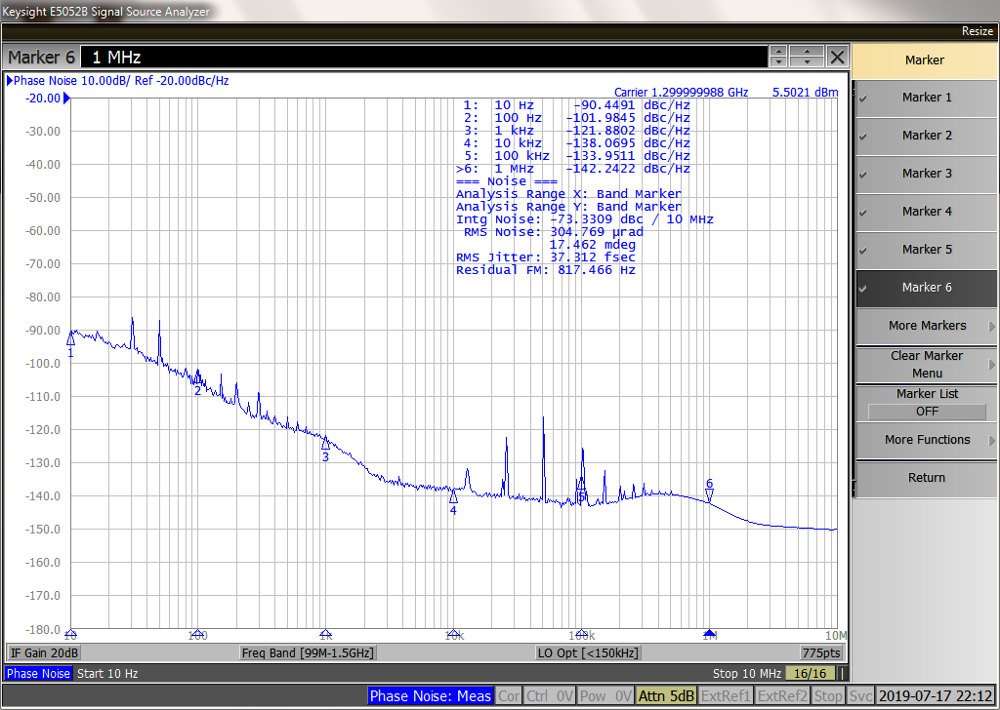 Keysight E5052B Signal Source Analyzer
Resize
Marker 6 1 MHz
Phase Noise 10.00dB/ Ref -20.00dBc/Hz
Carrier 1.299999988 GHz 5.5021 dBm
1: 10 Hz -90.4491 dBc/Hz
2: 100 Hz -101.9845 dBc/Hz
3: 1 kHz -121.8802 dBc/Hz
4: 10 kHz -138.0695 dBc/Hz
5: 100 kHz -133.9511 dBc/Hz
>6: 1 MHz -142.2422 dBc/Hz
=== Noise ===
Analysis Range X: Band Marker
Analysis Range Y: Band Marker
Intg Noise: -73.3309 dBc / 10 MHz
RMS Noise: 304.769 µrad
17.462 mdeg
RMS Jitter: 37.312 fsec
Residual FM: 817.466 Hz
-20.00
-30.00
-40.00
-50.00
-60.00
-70.00
-80.00
-90.00
-100.0
-110.0
-120.0
-130.0
-140.0
-150.0
-160.0
-170.0
-180.0
1
2
3
4
5
6
10 100 1k 10k 100k 1M 10M
IF Gain 20dB Freq Band [99M-1.5GHz] LO Opt [<150kHz] 775pts
Phase Noise Start 10 Hz Stop 10 MHz 16/16
Phase Noise: Meas Cor Ctrl 0V Pow 0V Attn 5dB ExtRef1 ExtRef2 Stop Svc 2019-07-17 22:12
Marker
Marker 1
Marker 2
Marker 3
Marker 4
Marker 5
Marker 6
More Markers
Clear Marker
Menu
Marker List
OFF
More Functions
Return